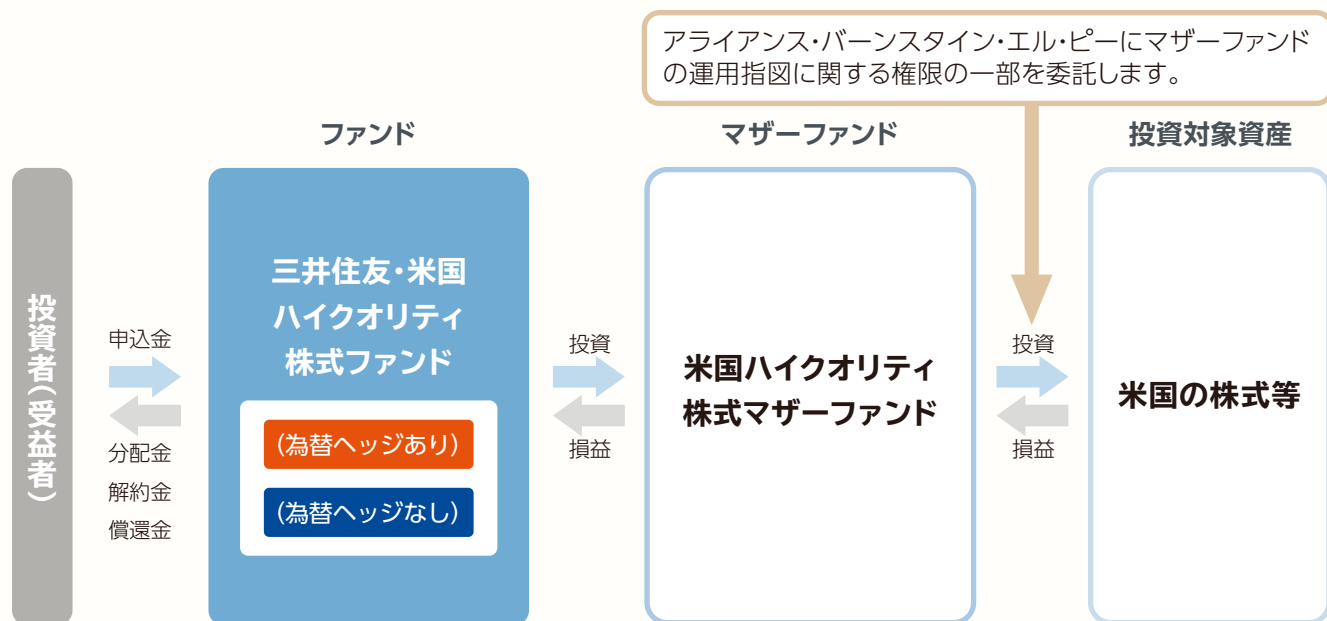 アライアンス・バーンスタイン・エル・ピーにマザーファンド
の運用指図に関する権限の一部を委託します。
ファンド
マザーファンド
投資対象資産
投資者(受益者)
申込金
分配金
解約金
償還金
三井住友・米国
ハイクオリティ
株式ファンド
(為替ヘッジあり)
(為替ヘッジなし)
投資
損益
米国ハイクオリティ
株式マザーファンド
投資
損益
米国の株式等